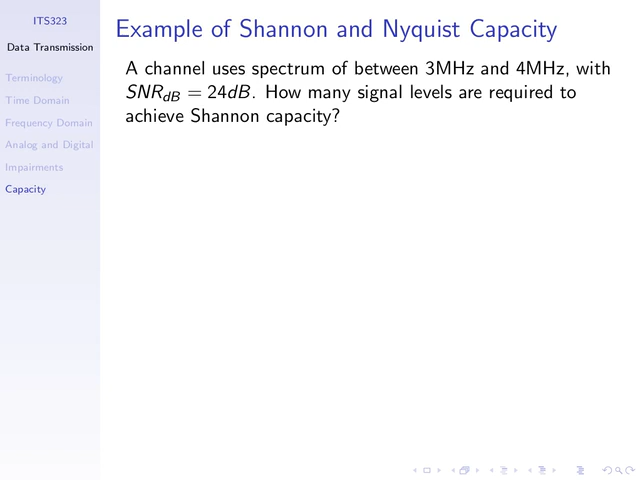 ITS323
Data Transmission
Terminology
Time Domain
Frequency Domain
Analog and Digital
Impairments
Capacity
Example of Shannon and Nyquist Capacity
A channel uses spectrum of between 3MHz and 4MHz, with
SNRdB = 24dB. How many signal levels are required to
achieve Shannon capacity?